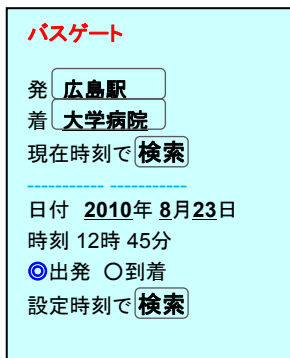 バスゲート
発 広島駅
着 大学病院
現在時刻で検索
----------- -----------
日付 2010年 8月23日
時刻 12時 45分
◎出発 〇到着
設定時刻で検索